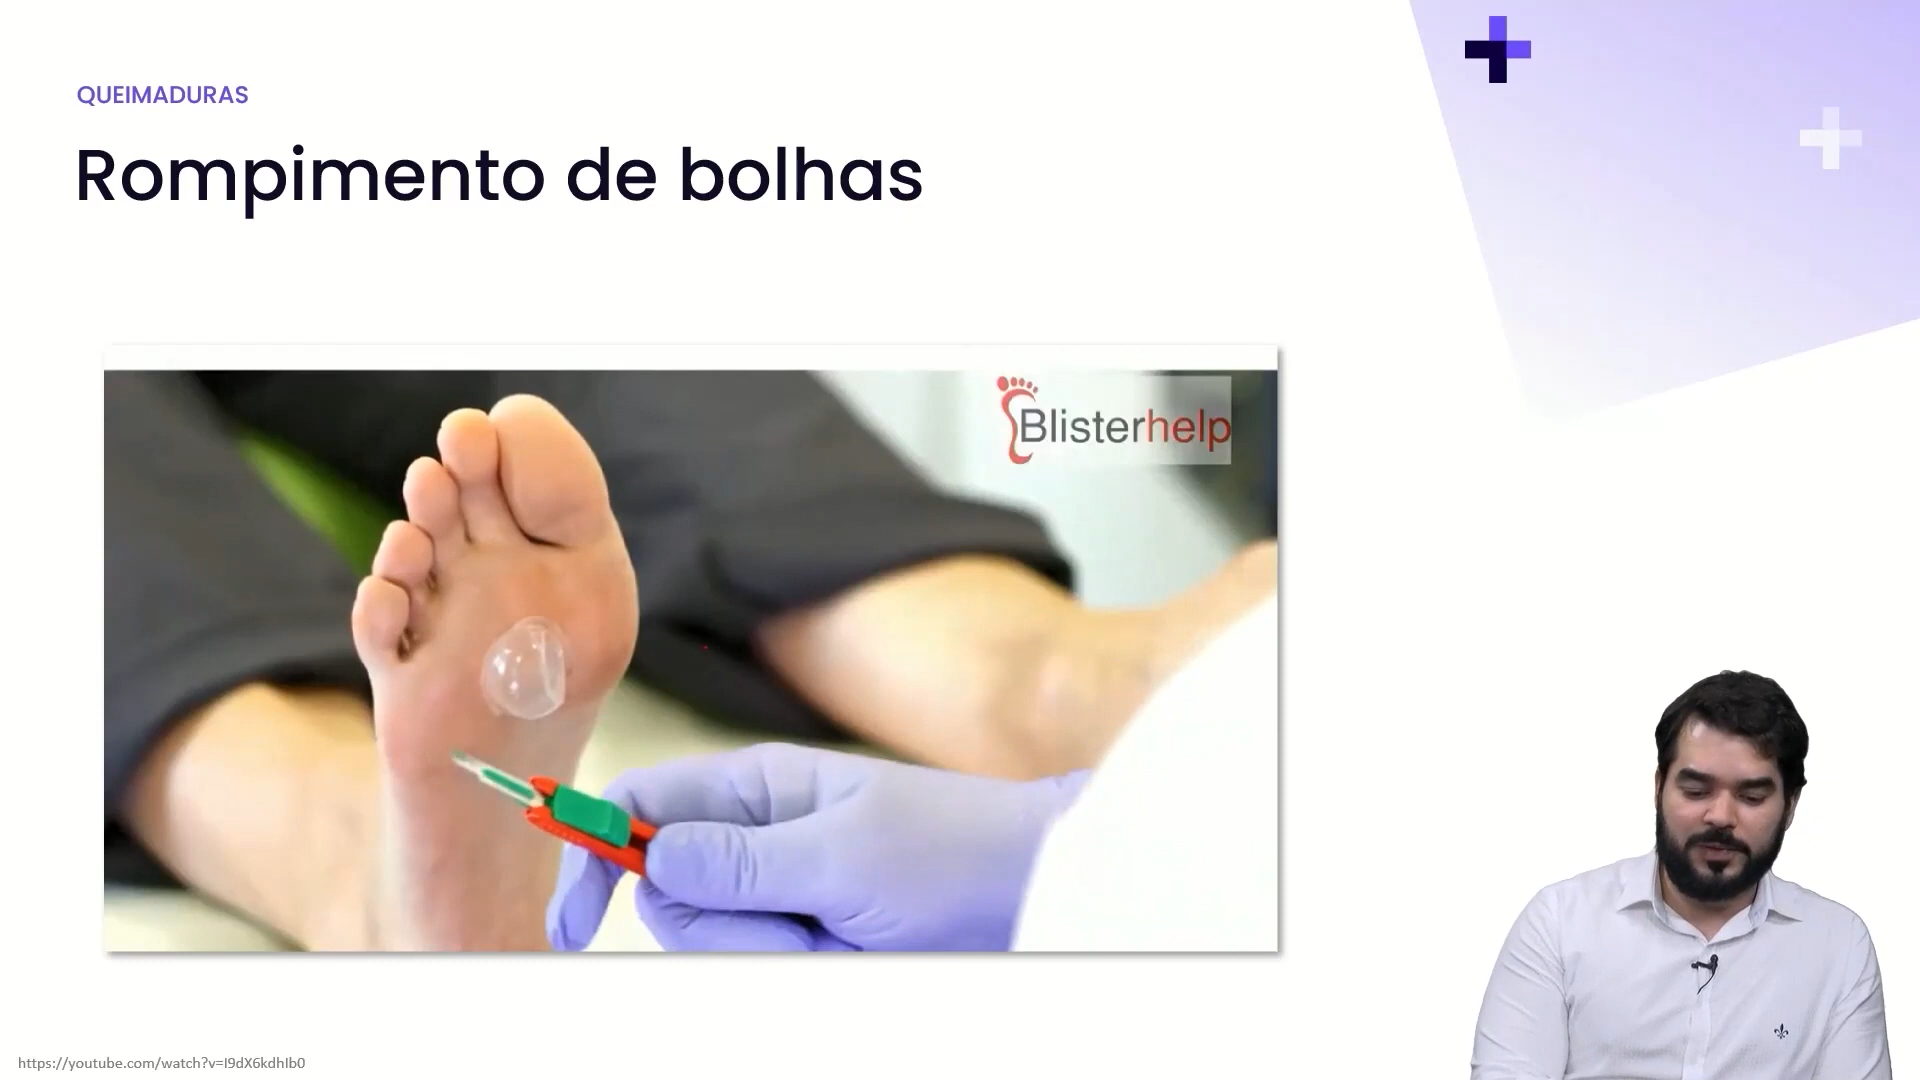 QUEIMADURAS
Rompimento de bolhas
Blisterhelp
https://youtube.com/watch?v=I9dX6kdhIb0